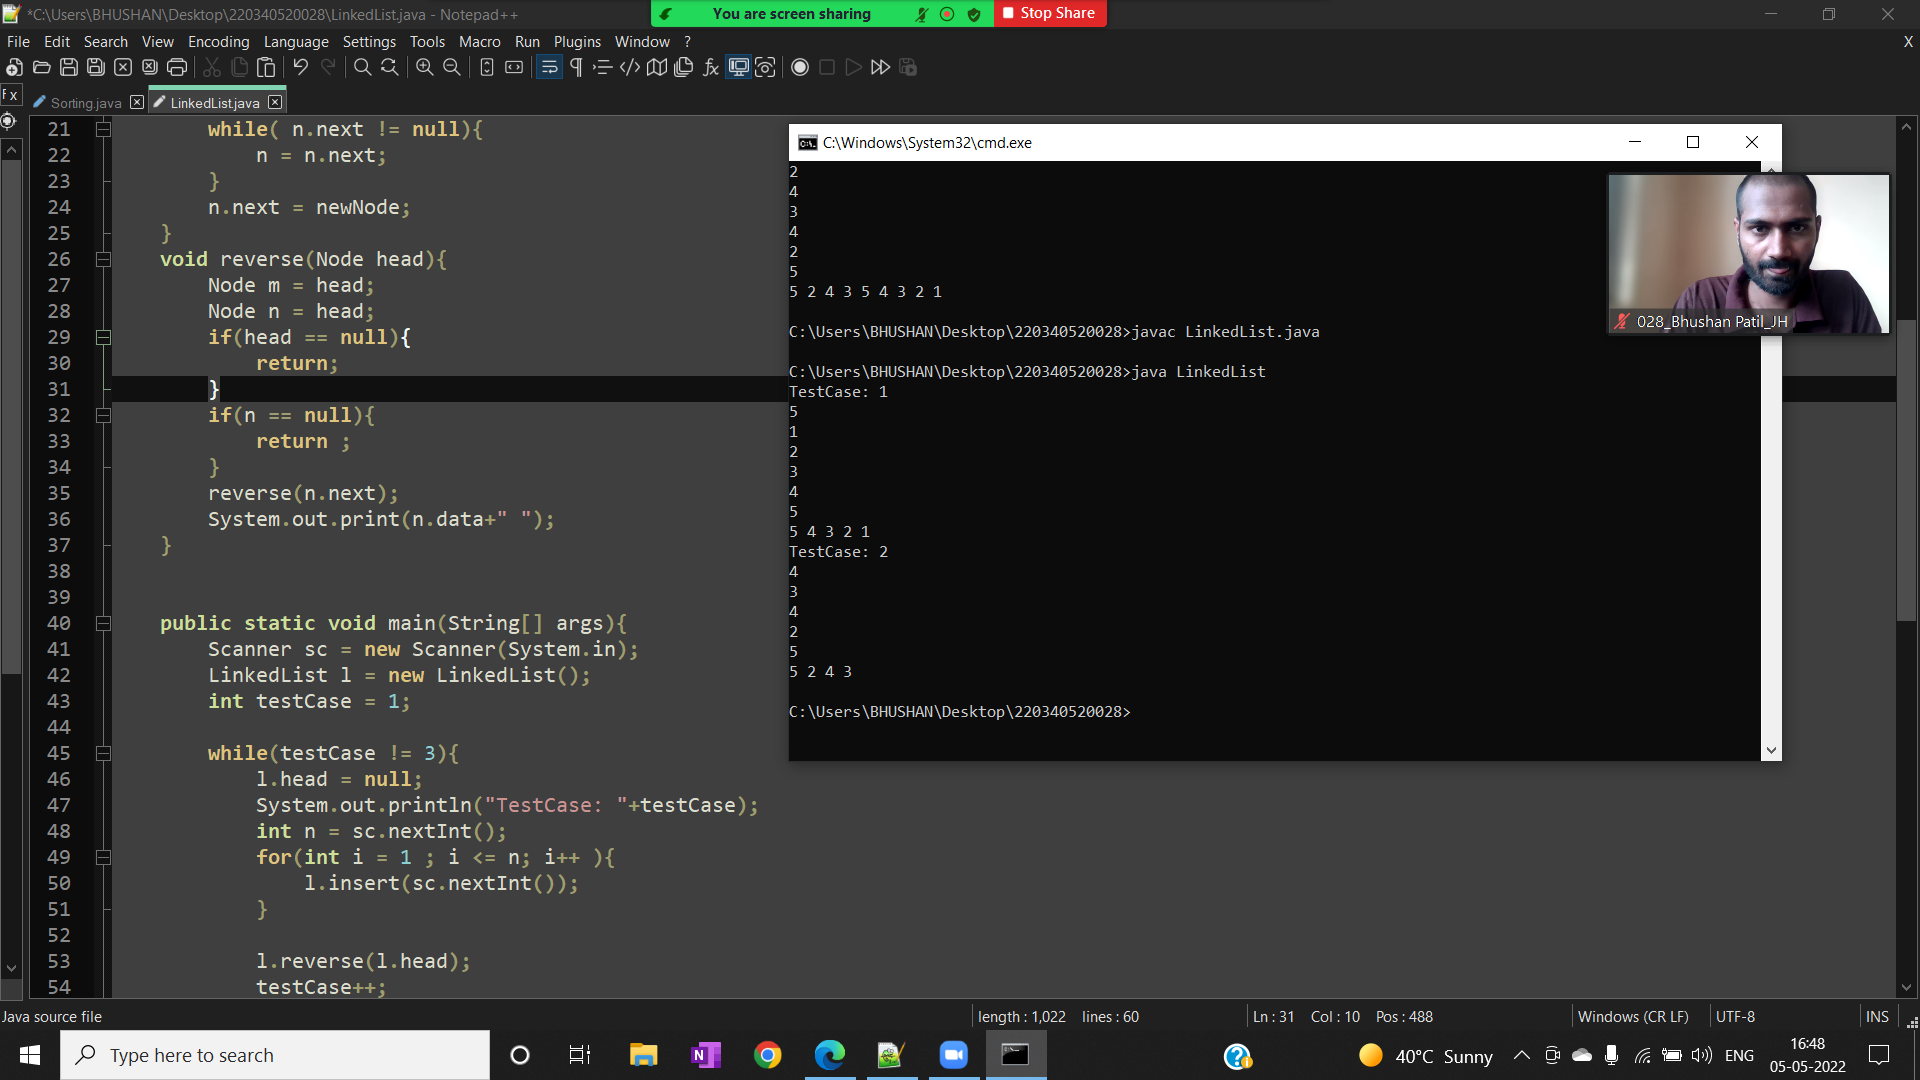 *C:\Users\BHUSHAN\Desktop\220340520028\LinkedList.java - Notepad++
You are screen sharing
Stop Share
File Edit Search View Encoding Language Settings Tools Macro Run Plugins Window ?
X
F x
Sorting.java
LinkedList.java
21 while( n.next != null){
22 n = n.next;
23 }
24 n.next = newNode;
25 }
26 void reverse(Node head){
27 Node m = head;
28 Node n = head;
29 if(head == null){
30 return;
31 }
32 if(n == null){
33 return ;
34 }
35 reverse(n.next);
36 System.out.print(n.data+" ");
37 }
38
39
40 public static void main(String[] args){
41 Scanner sc = new Scanner(System.in);
42 LinkedList l = new LinkedList();
43 int testCase = 1;
44
45 while(testCase != 3){
46 l.head = null;
47 System.out.println("TestCase: "+testCase);
48 int n = sc.nextInt();
49 for(int i = 1 ; i <= n; i++ ){
50 l.insert(sc.nextInt());
51 }
52
53 l.reverse(l.head);
54 testCase++;
C:\Windows\System32\cmd.exe
2
4
3
4
2
5
5 2 4 3 5 4 3 2 1
C:\Users\BHUSHAN\Desktop\220340520028>javac LinkedList.java
C:\Users\BHUSHAN\Desktop\220340520028>java LinkedList
TestCase: 1
5
1
2
3
4
5
5 4 3 2 1
TestCase: 2
4
3
4
2
5
5 2 4 3
C:\Users\BHUSHAN\Desktop\220340520028>
028_Bhushan Patil_JH
Java source file
length : 1,022 lines : 60
Ln : 31 Col : 10 Pos : 488
Windows (CR LF)
UTF-8
INS
Type here to search
40°C Sunny
ENG
16:48
05-05-2022